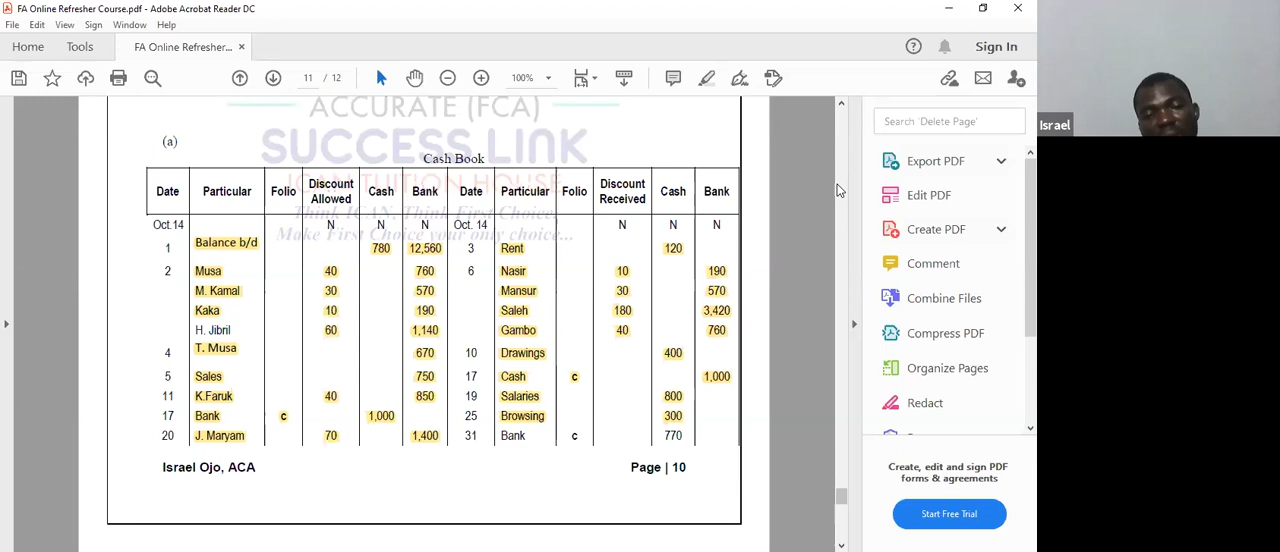 FA Online Refresher Course.pdf - Adobe Acrobat Reader DC
File Edit View Sign Window Help
Home Tools FA Online Refresher... × Sign In
11 / 12 100%
ACCURATE (FCA)
(a)
SUCCESS LINK
Cash Book
ICAN TUITION HOUSE
Date Particular Folio Discount Allowed Cash Bank Date Particular Folio Discount Received Cash Bank
Think ICAN, Think First Choice,
Oct.14 N N N Oct. 14 N N N
Make First Choice your only choice...
1 Balance b/d 780 12,560 3 Rent 120
2 Musa 40 760 6 Nasir 10 190
M. Kamal 30 570 Mansur 30 570
Kaka 10 190 Saleh 180 3,420
H. Jibril 60 1,140 Gambo 40 760
4 T. Musa 670 10 Drawings 400
5 Sales 750 17 Cash c 1,000
11 K.Faruk 40 850 19 Salaries 800
17 Bank c 1,000 25 Browsing 300
20 J. Maryam 70 1,400 31 Bank c 770
Israel Ojo, ACA Page | 10
Search 'Delete Page'
Export PDF
Edit PDF
Create PDF
Comment
Combine Files
Compress PDF
Organize Pages
Redact
Create, edit and sign PDF
forms & agreements
Start Free Trial
Israel